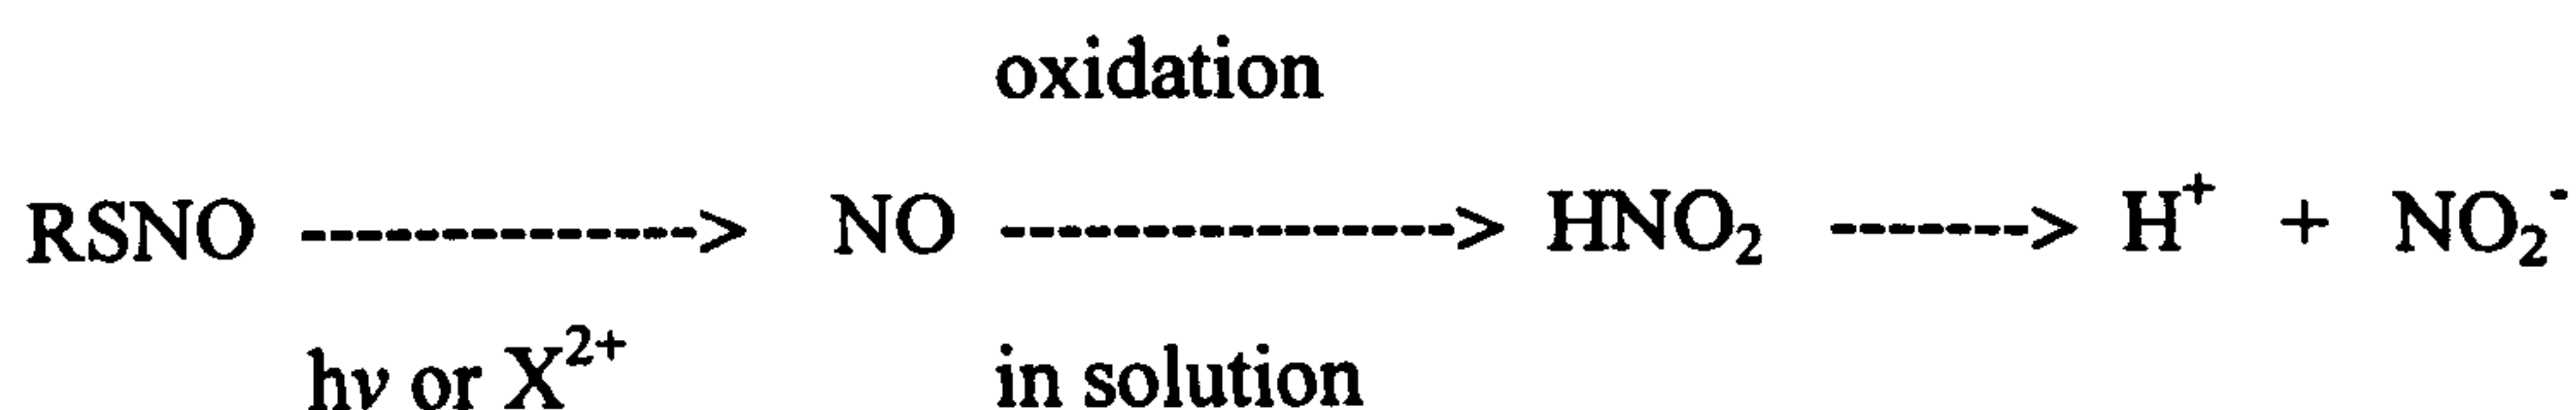 oxidation
RSNO --------------> NO ----------------> HNO₂ -------> H⁺ + NO₂⁻
hν or X²⁺ in solution